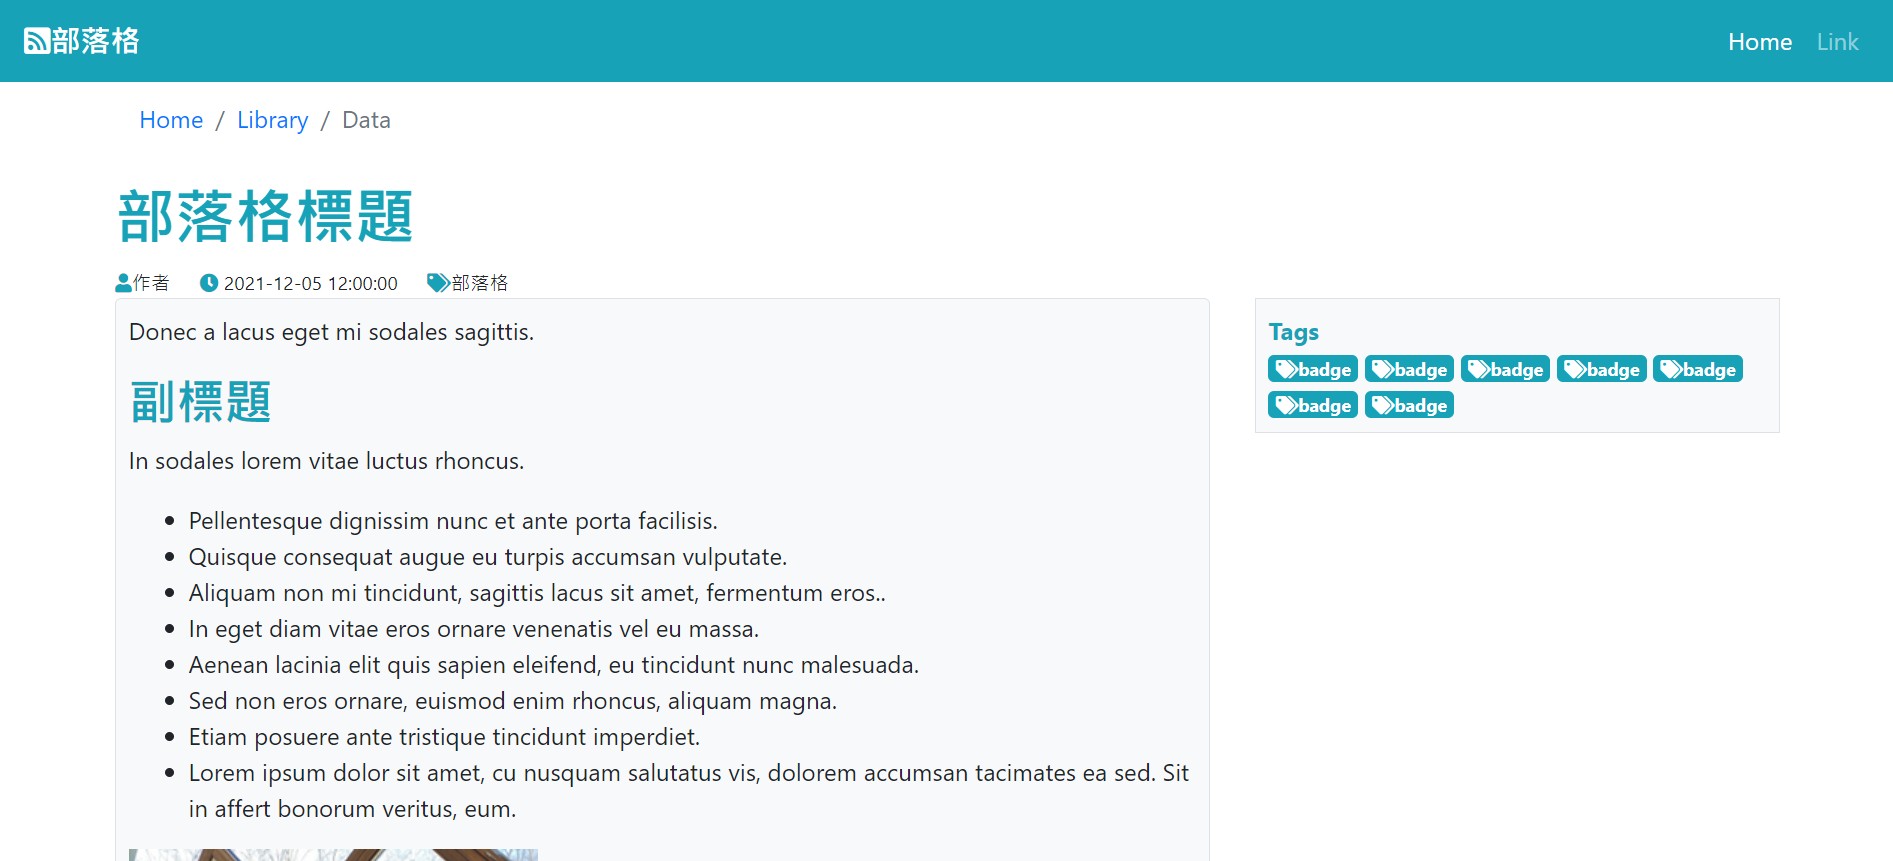 部落格
Home Link
Home / Library / Data
部落格標題
作者 2021-12-05 12:00:00 部落格
Donec a lacus eget mi sodales sagittis.
副標題
In sodales lorem vitae luctus rhoncus.
Pellentesque dignissim nunc et ante porta facilisis.
Quisque consequat augue eu turpis accumsan vulputate.
Aliquam non mi tincidunt, sagittis lacus sit amet, fermentum eros..
In eget diam vitae eros ornare venenatis vel eu massa.
Aenean lacinia elit quis sapien eleifend, eu tincidunt nunc malesuada.
Sed non eros ornare, euismod enim rhoncus, aliquam magna.
Etiam posuere ante tristique tincidunt imperdiet.
Lorem ipsum dolor sit amet, cu nusquam salutatus vis, dolorem accumsan tacimates ea sed. Sit
in affert bonorum veritus, eum.
Tags
badge badge badge badge badge
badge badge